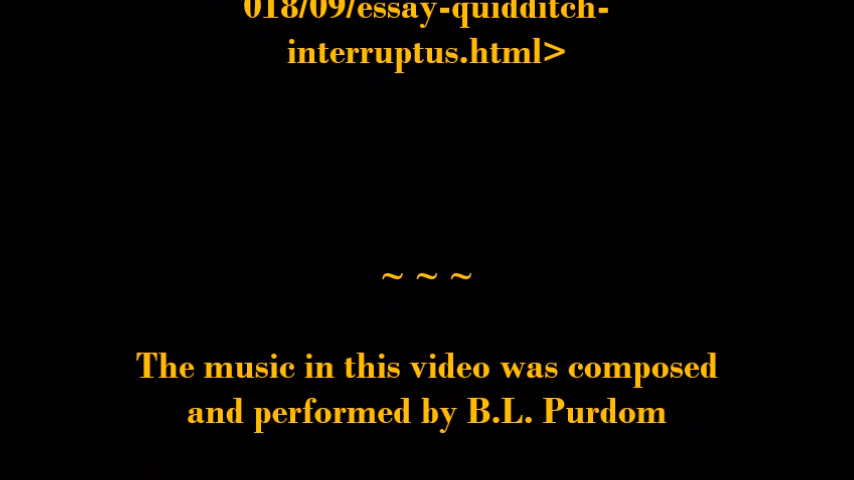 018/09/essay-quidditch-
interruptus.html>
~ ~ ~
The music in this video was composed
and performed by B.L. Purdom